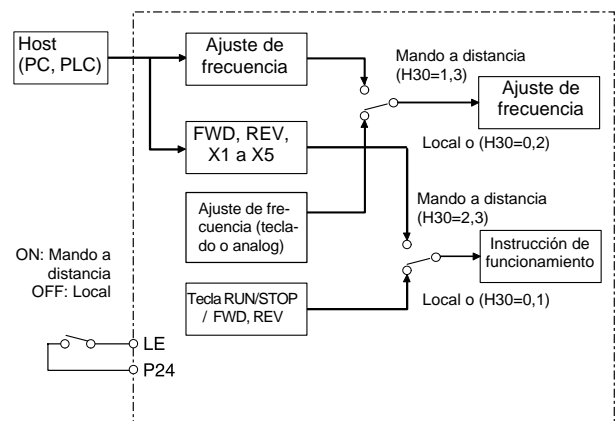 Host
(PC, PLC)
Ajuste de
frecuencia
Mando a distancia
(H30=1,3)
Ajuste de
frecuencia
Local o (H30=0,2)
FWD, REV,
X1 a X5
Ajuste de fre-
cuencia (tecla-
do o analog)
Mando a distancia
(H30=2,3)
Instrucción de
funcionamiento
Local o (H30=0,1)
Tecla RUN/STOP
/ FWD, REV
ON: Mando a
distancia
OFF: Local
LE
P24